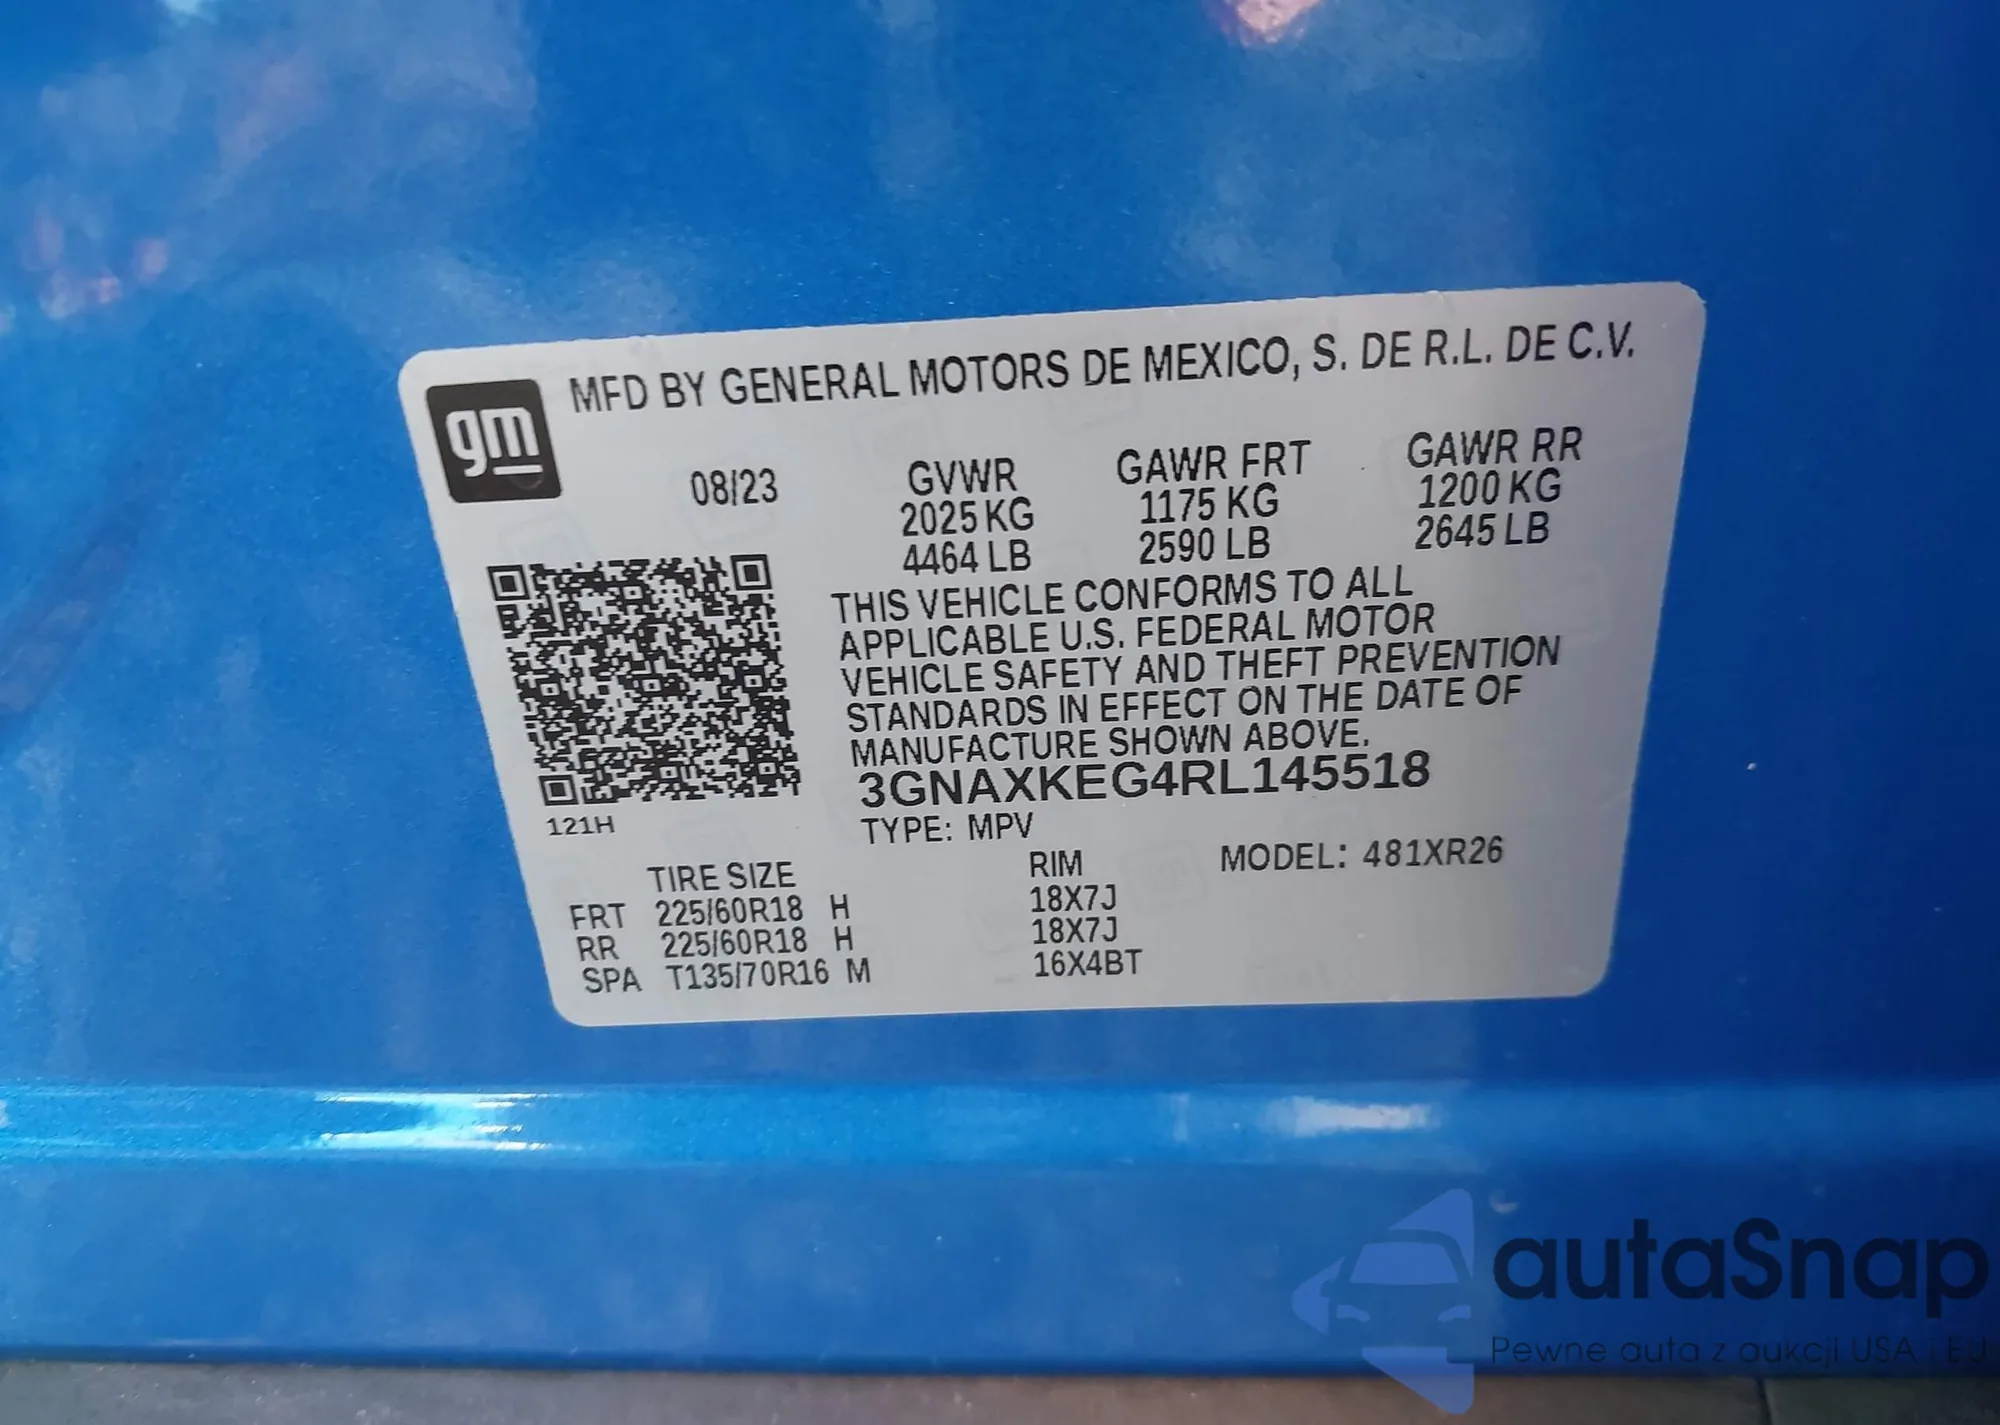 gm
MFD BY GENERAL MOTORS DE MEXICO, S. DE R.L. DE C.V.
08/23
GVWR
2025 KG
4464 LB
GAWR FRT
1175 KG
2590 LB
GAWR RR
1200 KG
2645 LB
THIS VEHICLE CONFORMS TO ALL
APPLICABLE U.S. FEDERAL MOTOR
VEHICLE SAFETY AND THEFT PREVENTION
STANDARDS IN EFFECT ON THE DATE OF
MANUFACTURE SHOWN ABOVE.
3GNAXKEG4RL145518
121H
TYPE: MPV
MODEL: 481XR26
TIRE SIZE RIM
FRT 225/60R18 H 18X7J
RR 225/60R18 H 18X7J
SPA T135/70R16 M 16X4BT
autaSnap
Pewne auta z aukcji USA i EU